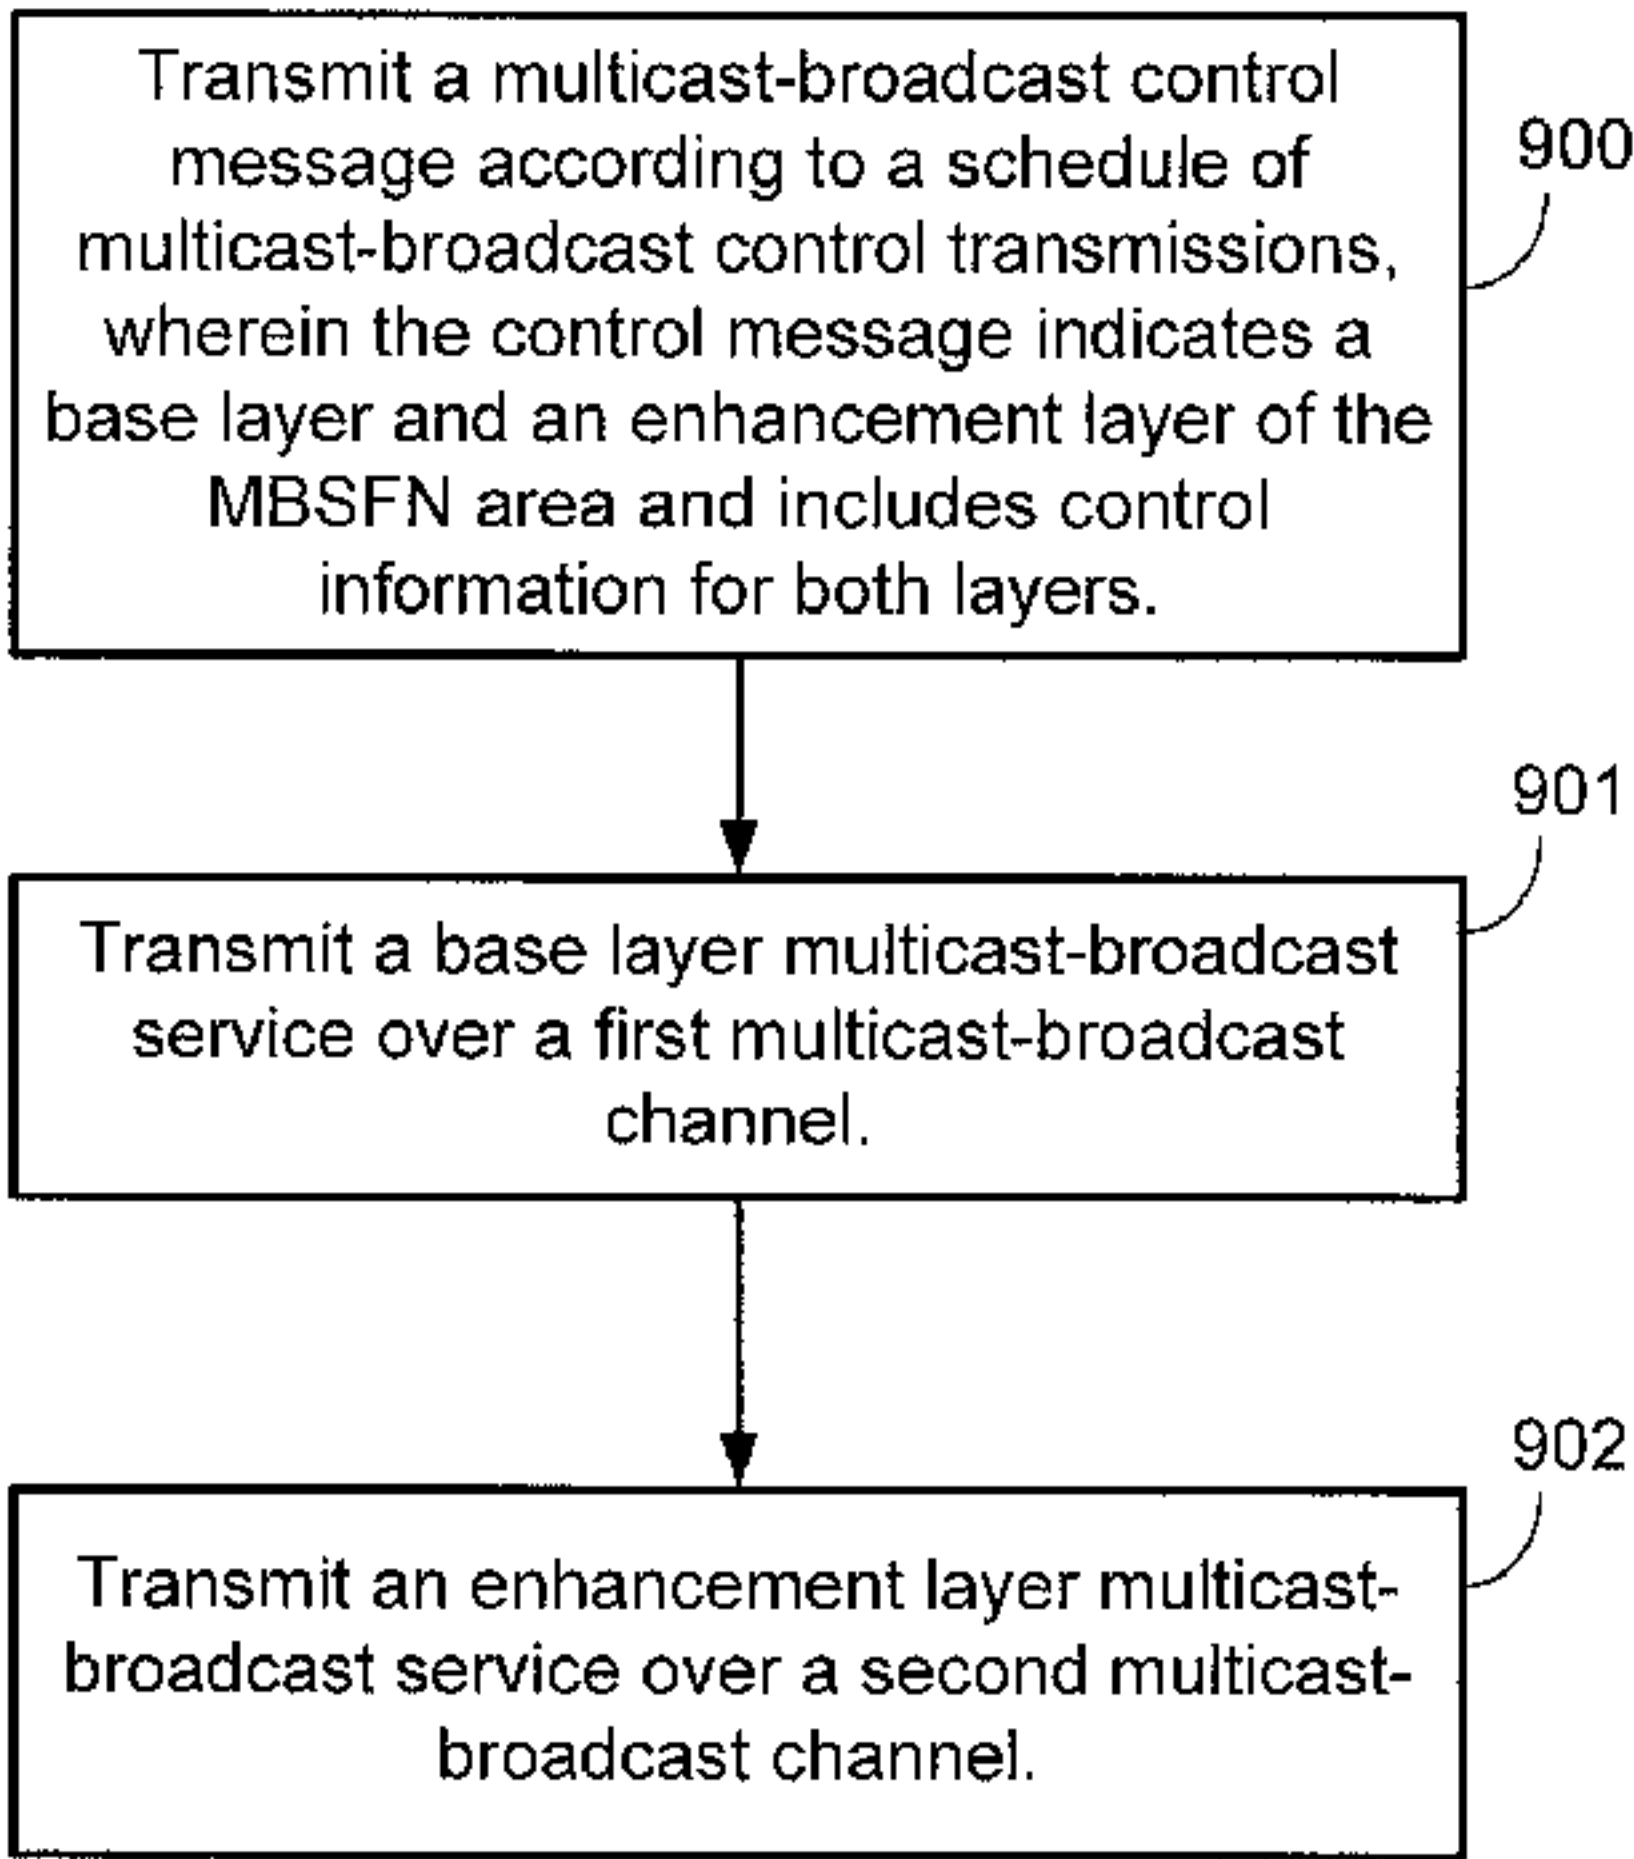 Transmit a multicast-broadcast control
message according to a schedule of
multicast-broadcast control transmissions,
wherein the control message indicates a
base layer and an enhancement layer of the
MBSFN area and includes control
information for both layers.
900
901
Transmit a base layer multicast-broadcast
service over a first multicast-broadcast
channel.
902
Transmit an enhancement layer multicast-
broadcast service over a second multicast-
broadcast channel.